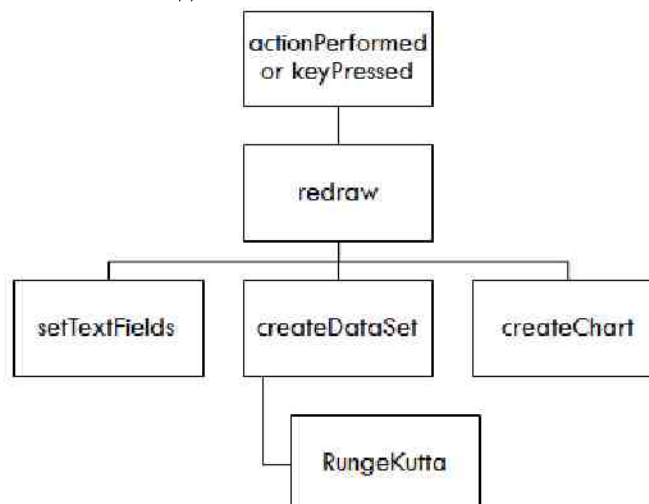 actionPerformed
or keyPressed
redraw
setTextFields
createDataSet
createChart
RungeKutta